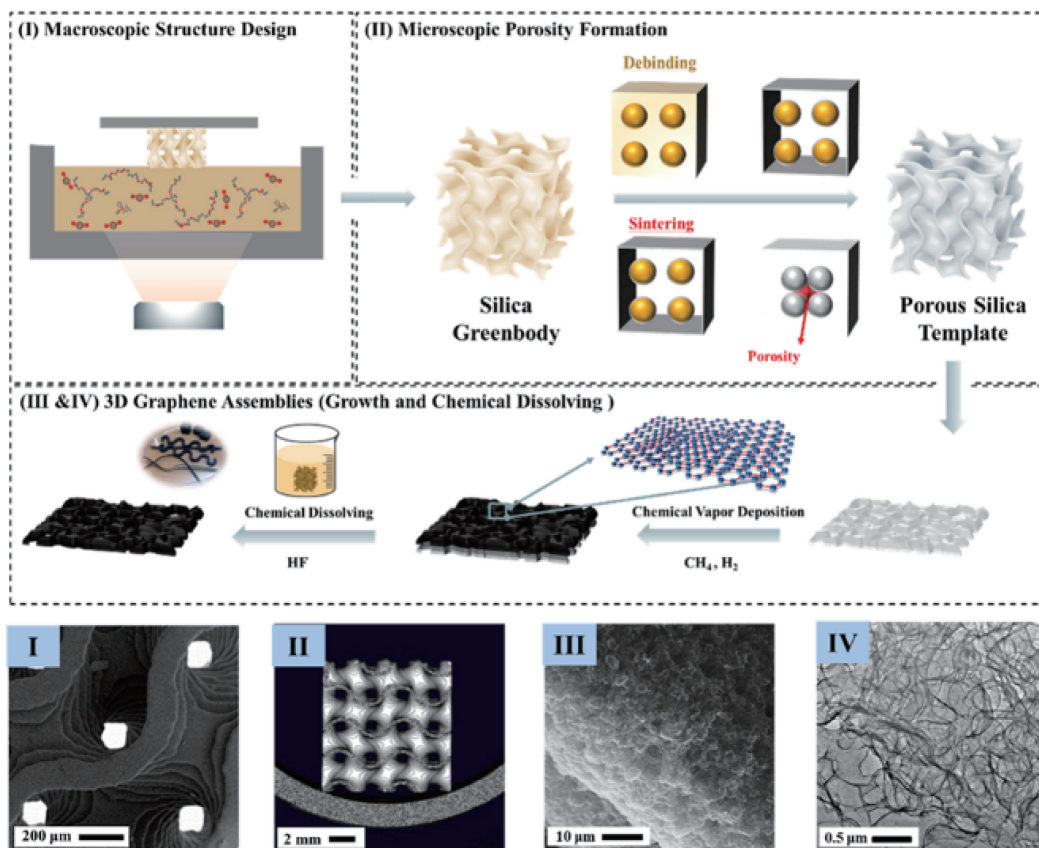 (I) Macroscopic Structure Design
(II) Microscopic Porosity Formation
Debinding
Sintering
Silica
Greenbody
Porosity
Porous Silica
Template
(III &IV) 3D Graphene Assemblies (Growth and Chemical Dissolving )
Chemical Dissolving
HF
Chemical Vapor Deposition
CH₄ , H₂
I
200 μm
II
2 mm
III
10 μm
IV
0.5 μm